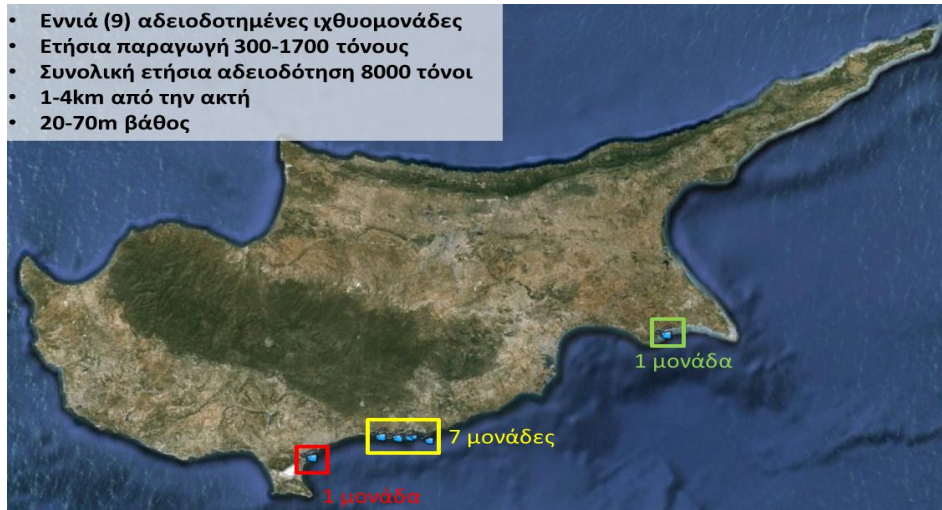 • Εννιά (9) αδειοδοτημένες ιχθυομονάδες
• Ετήσια παραγωγή 300-1700 τόνους
• Συνολική ετήσια αδειοδότηση 8000 τόνοι
• 1-4km από την ακτή
• 20-70m βάθος
1 μονάδα
7 μονάδες
1 μονάδα